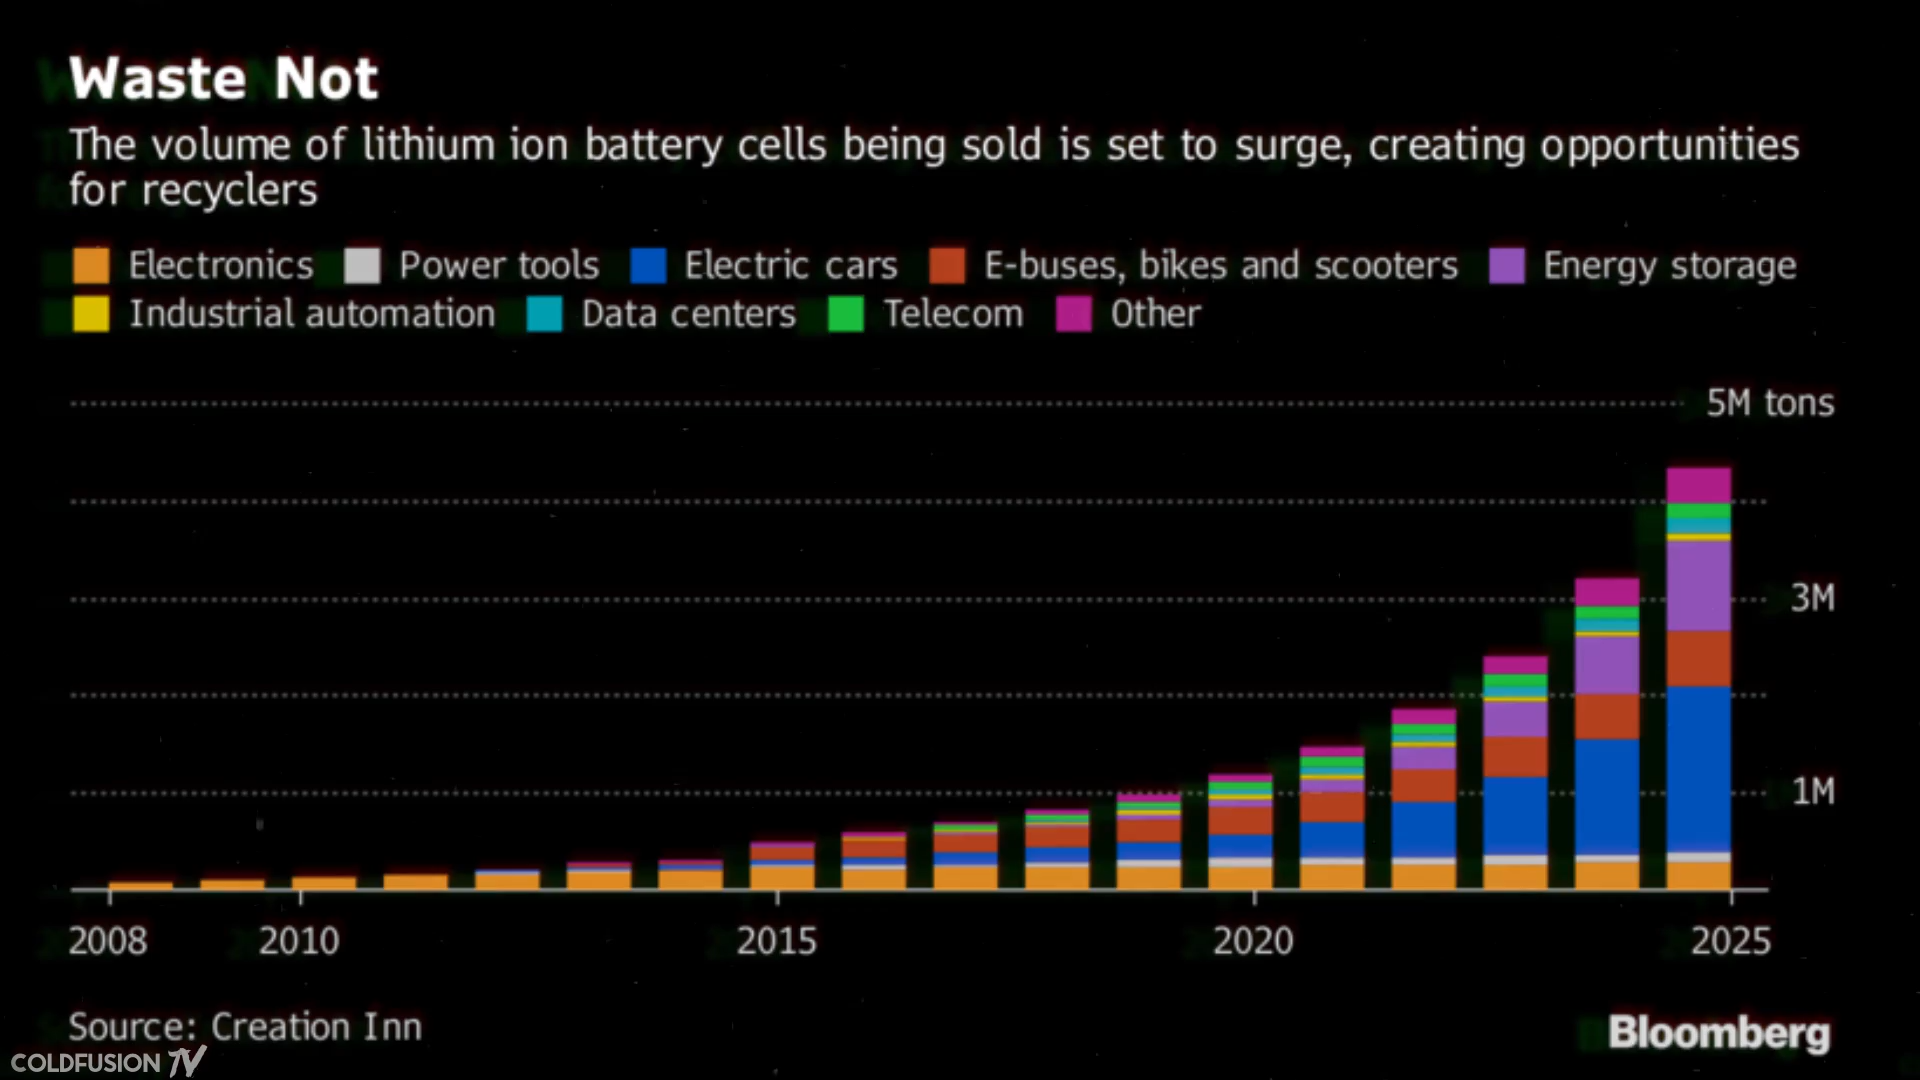 Waste Not
The volume of lithium ion battery cells being sold is set to surge, creating opportunities
for recyclers
Electronics Power tools Electric cars E-buses, bikes and scooters Energy storage
Industrial automation Data centers Telecom Other
5M tons
3M
1M
2008 2010 2015 2020 2025
Source: Creation Inn
Bloomberg
COLDFUSION TV